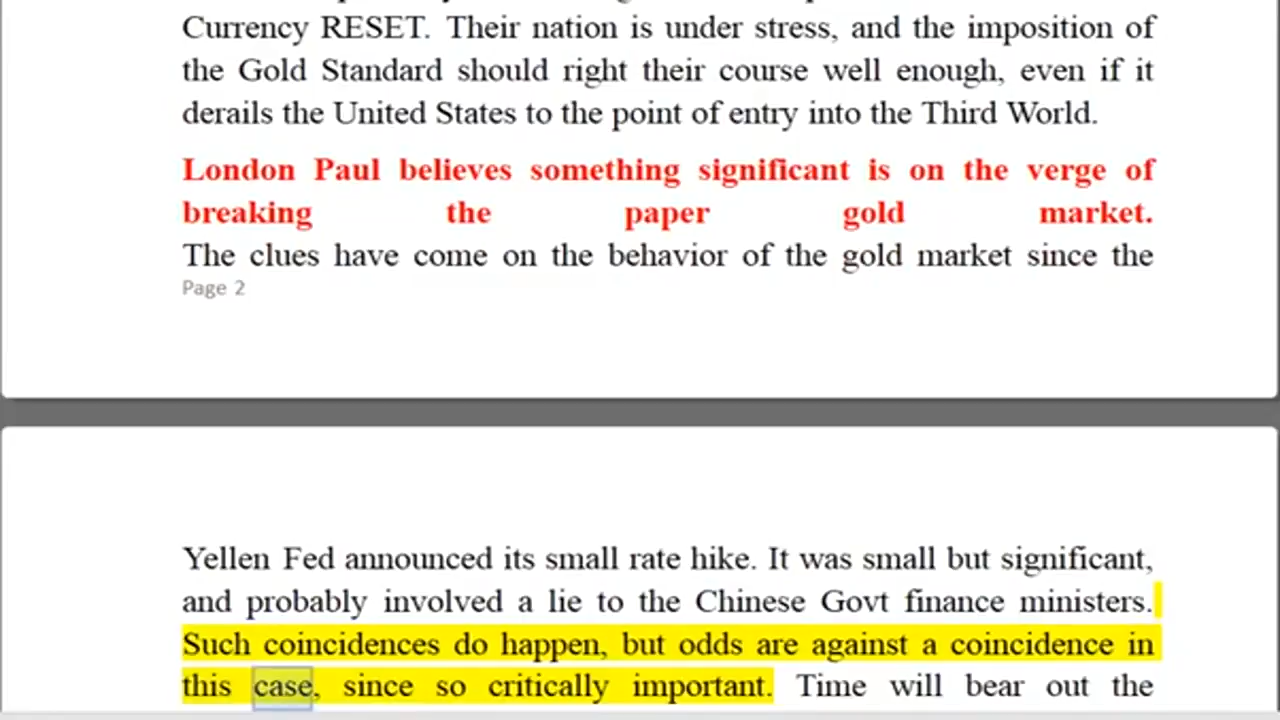 Currency RESET. Their nation is under stress, and the imposition of
the Gold Standard should right their course well enough, even if it
derails the United States to the point of entry into the Third World.
London Paul believes something significant is on the verge of
breaking the paper gold market.
The clues have come on the behavior of the gold market since the
Page 2
Yellen Fed announced its small rate hike. It was small but significant,
and probably involved a lie to the Chinese Govt finance ministers.
Such coincidences do happen, but odds are against a coincidence in
this case, since so critically important. Time will bear out the